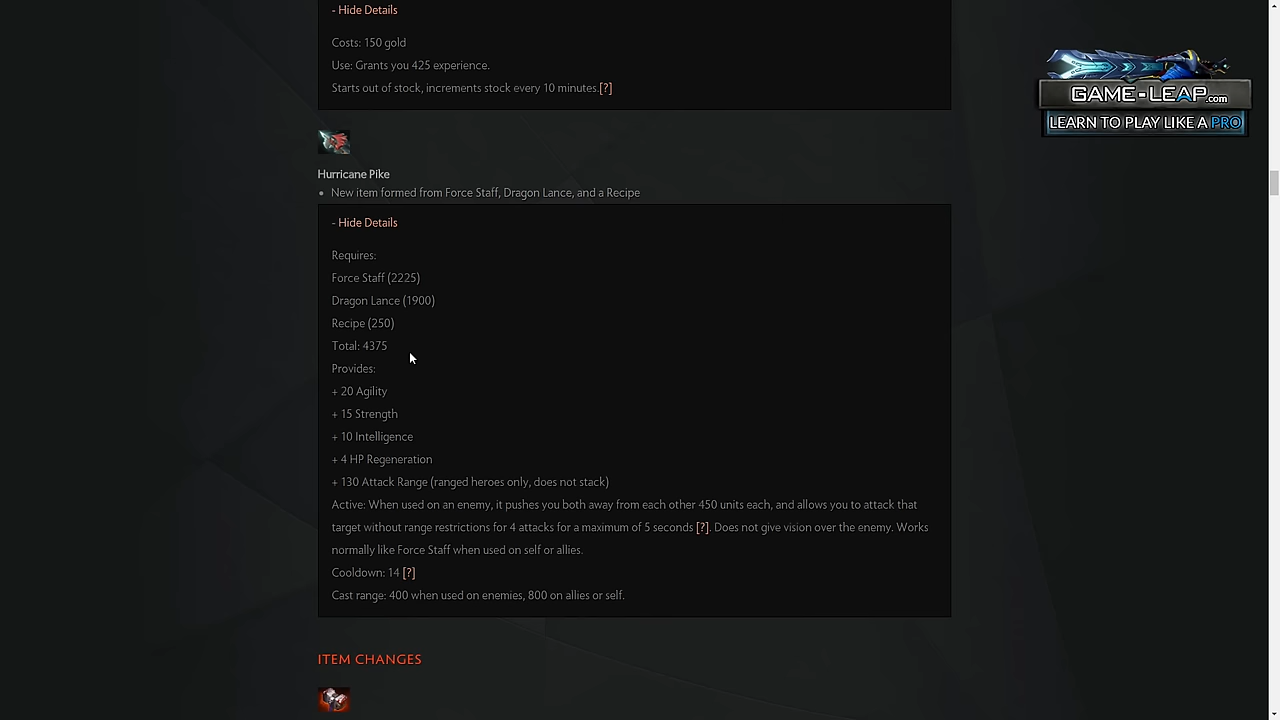 - Hide Details
Costs: 150 gold
Use: Grants you 425 experience.
Starts out of stock, increments stock every 10 minutes.[?]
GAME-LEAP.com
LEARN TO PLAY LIKE A PRO
Hurricane Pike
• New item formed from Force Staff, Dragon Lance, and a Recipe
- Hide Details
Requires:
Force Staff (2225)
Dragon Lance (1900)
Recipe (250)
Total: 4375
Provides:
+ 20 Agility
+ 15 Strength
+ 10 Intelligence
+ 4 HP Regeneration
+ 130 Attack Range (ranged heroes only, does not stack)
Active: When used on an enemy, it pushes you both away from each other 450 units each, and allows you to attack that
target without range restrictions for 4 attacks for a maximum of 5 seconds [?]. Does not give vision over the enemy. Works
normally like Force Staff when used on self or allies.
Cooldown: 14 [?]
Cast range: 400 when used on enemies, 800 on allies or self.
ITEM CHANGES